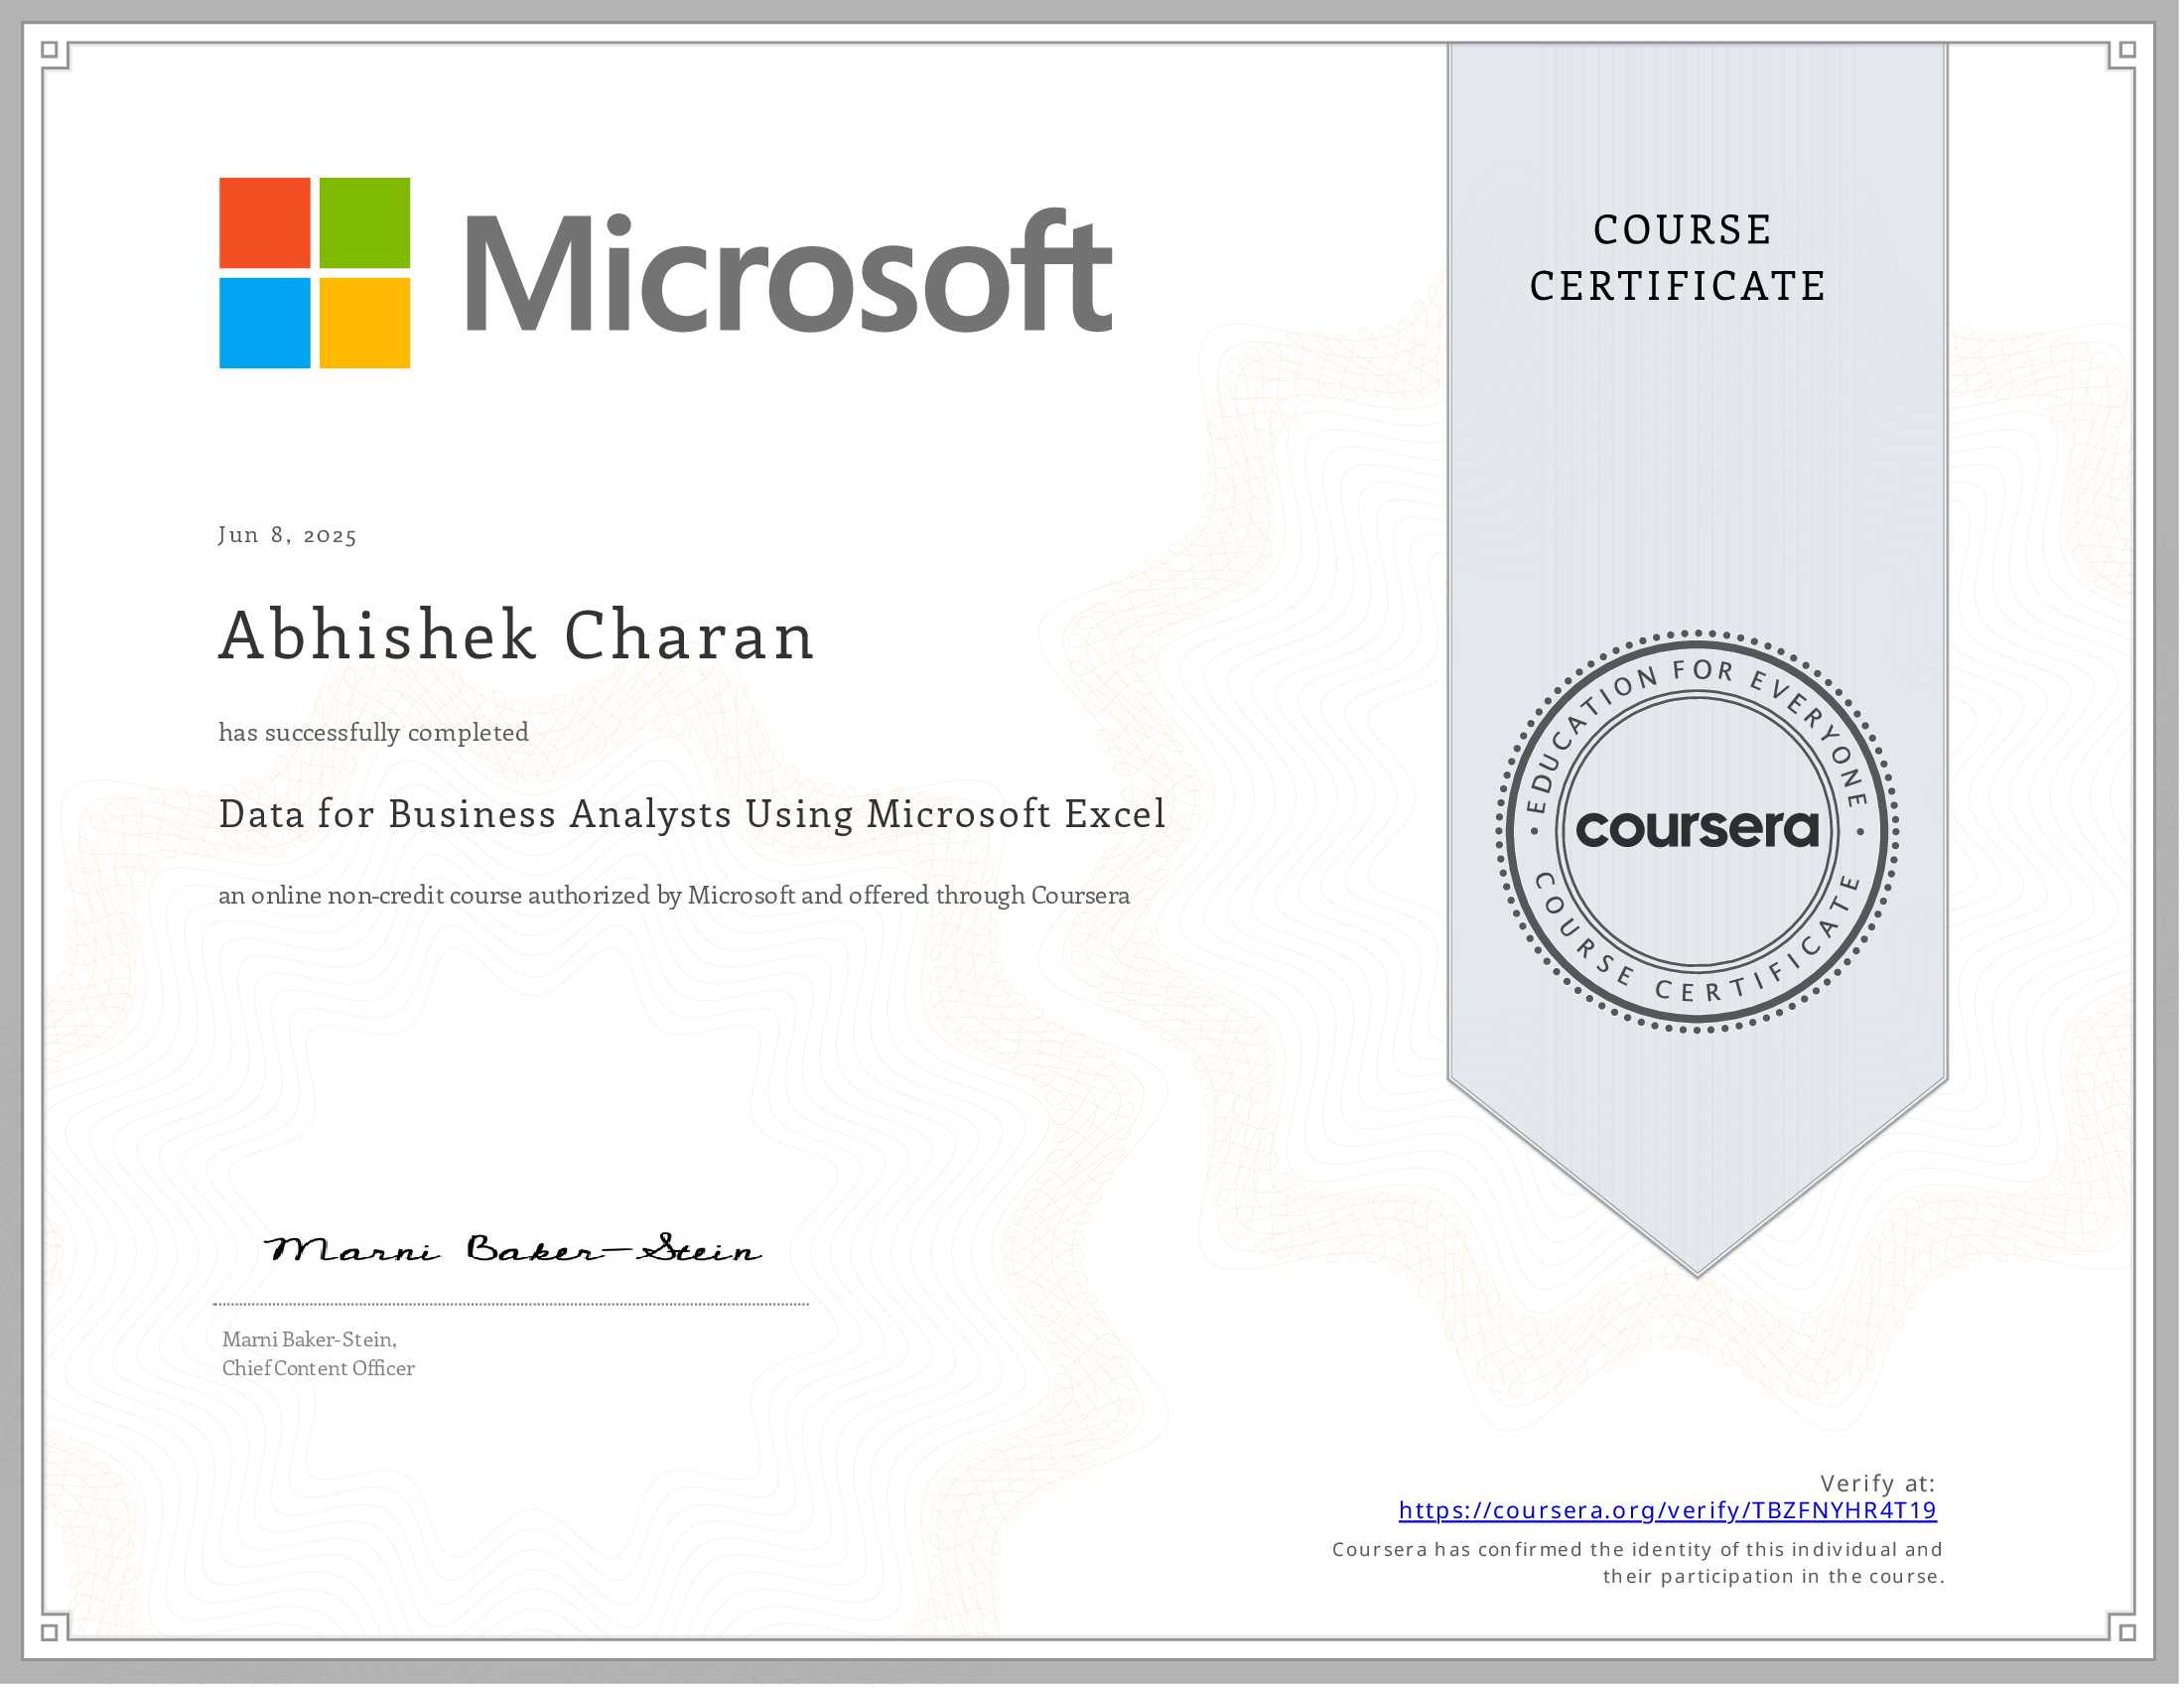 Microsoft
COURSE
CERTIFICATE
Jun 8, 2025
Abhishek Charan
has successfully completed
Data for Business Analysts Using Microsoft Excel
an online non-credit course authorized by Microsoft and offered through Coursera
EDUCATION FOR EVERYONE
coursera
COURSE CERTIFICATE
Marni Baker-Stein
Marni Baker-Stein,
Chief Content Officer
Verify at:
https://coursera.org/verify/TBZFNYHR4T19
Coursera has confirmed the identity of this individual and
their participation in the course.